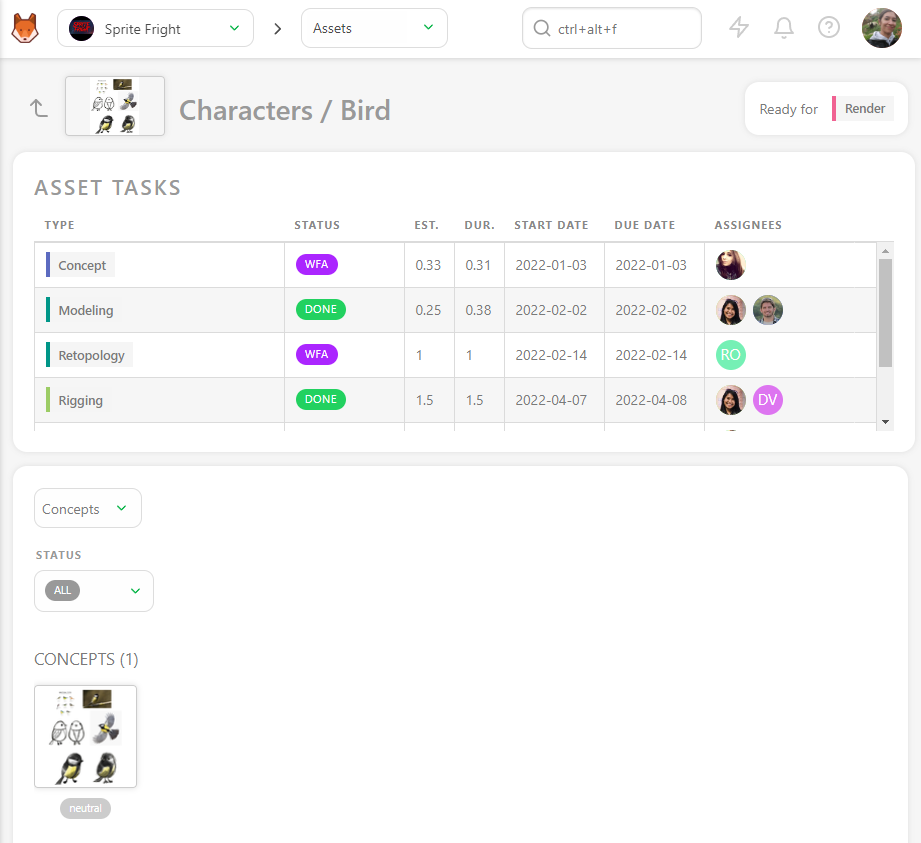 Sprite Fright
Assets
ctrl+alt+f
Characters / Bird
Ready for Render
ASSET TASKS
TYPE STATUS EST. DUR. START DATE DUE DATE ASSIGNEES
Concept WFA 0.33 0.31 2022-01-03 2022-01-03
Modeling DONE 0.25 0.38 2022-02-02 2022-02-02
Retopology WFA 1 1 2022-02-14 2022-02-14 RO
Rigging DONE 1.5 1.5 2022-04-07 2022-04-08 DV
Concepts
STATUS
ALL
CONCEPTS (1)
neutral